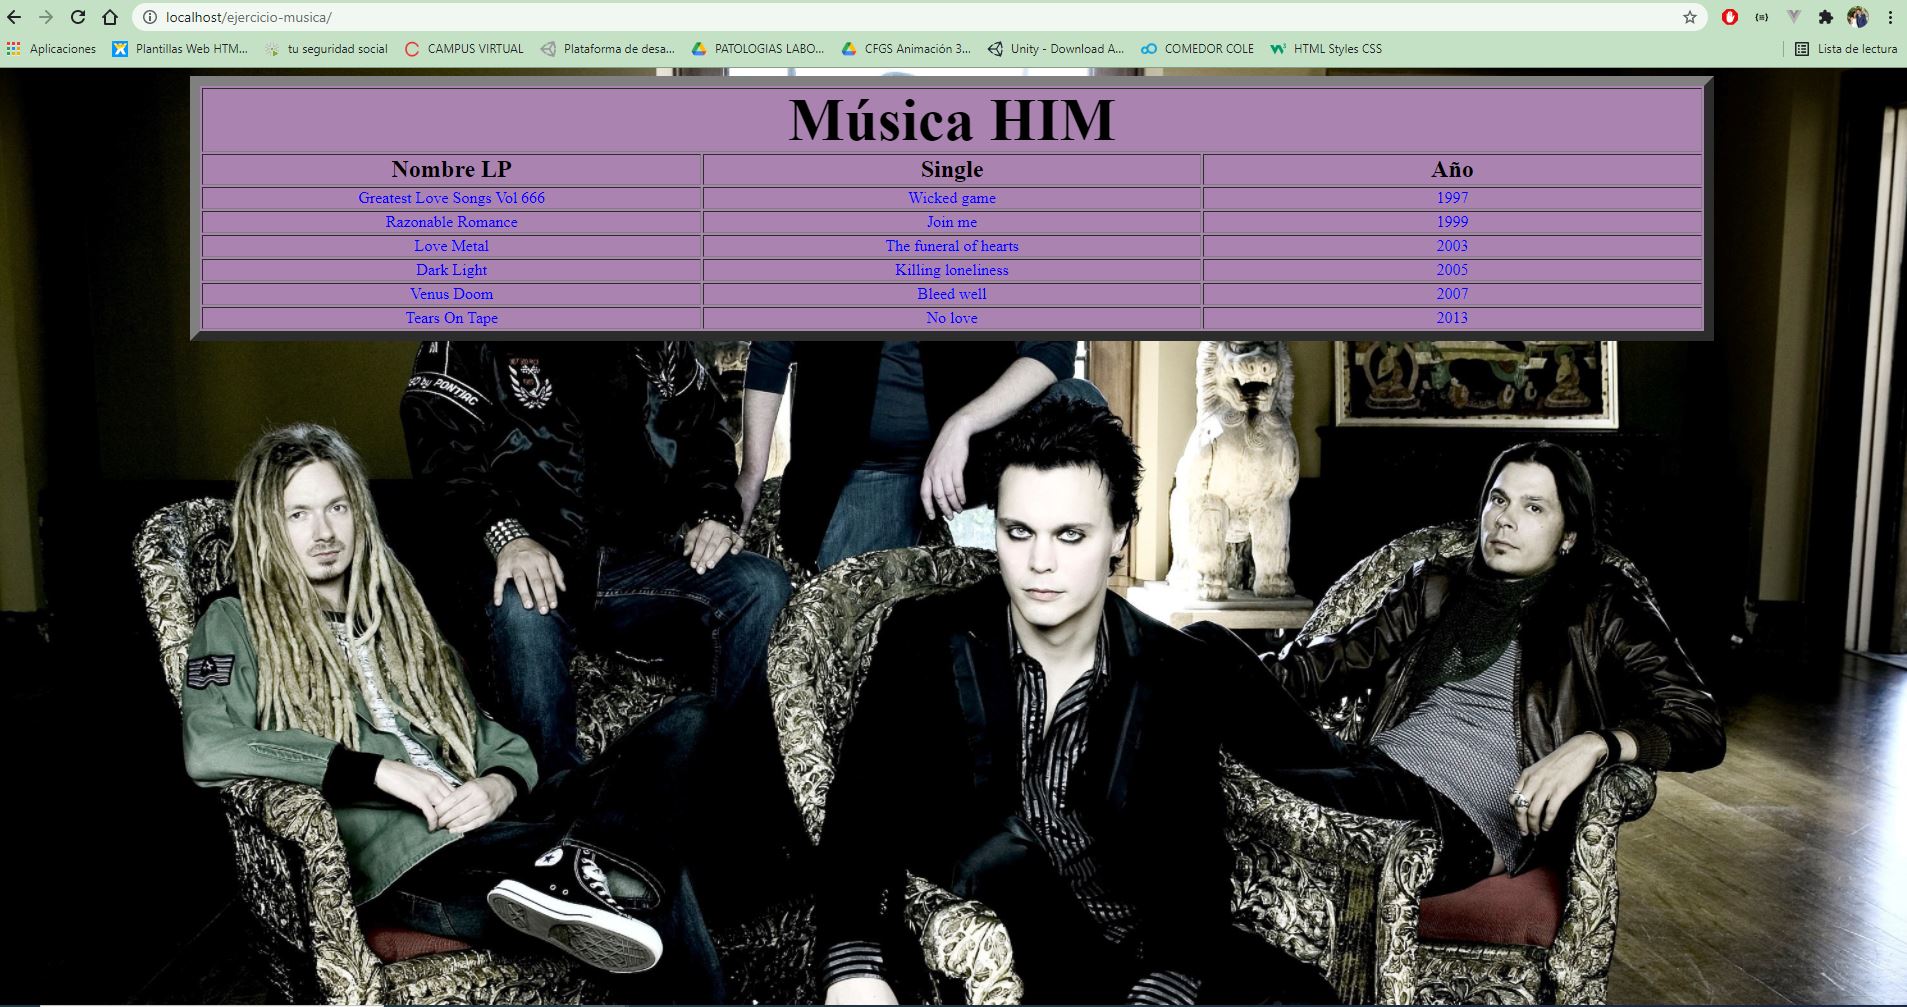 localhost/ejercicio-musica/
Aplicaciones Plantillas Web HTM... tu seguridad social CAMPUS VIRTUAL Plataforma de desa... PATOLOGIAS LABO... CFGS Animación 3... Unity - Download A... COMEDOR COLE HTML Styles CSS Lista de lectura
Música HIM
Nombre LP Single Año
Greatest Love Songs Vol 666 Wicked game 1997
Razonable Romance Join me 1999
Love Metal The funeral of hearts 2003
Dark Light Killing loneliness 2005
Venus Doom Bleed well 2007
Tears On Tape No love 2013
BY PONTIAC